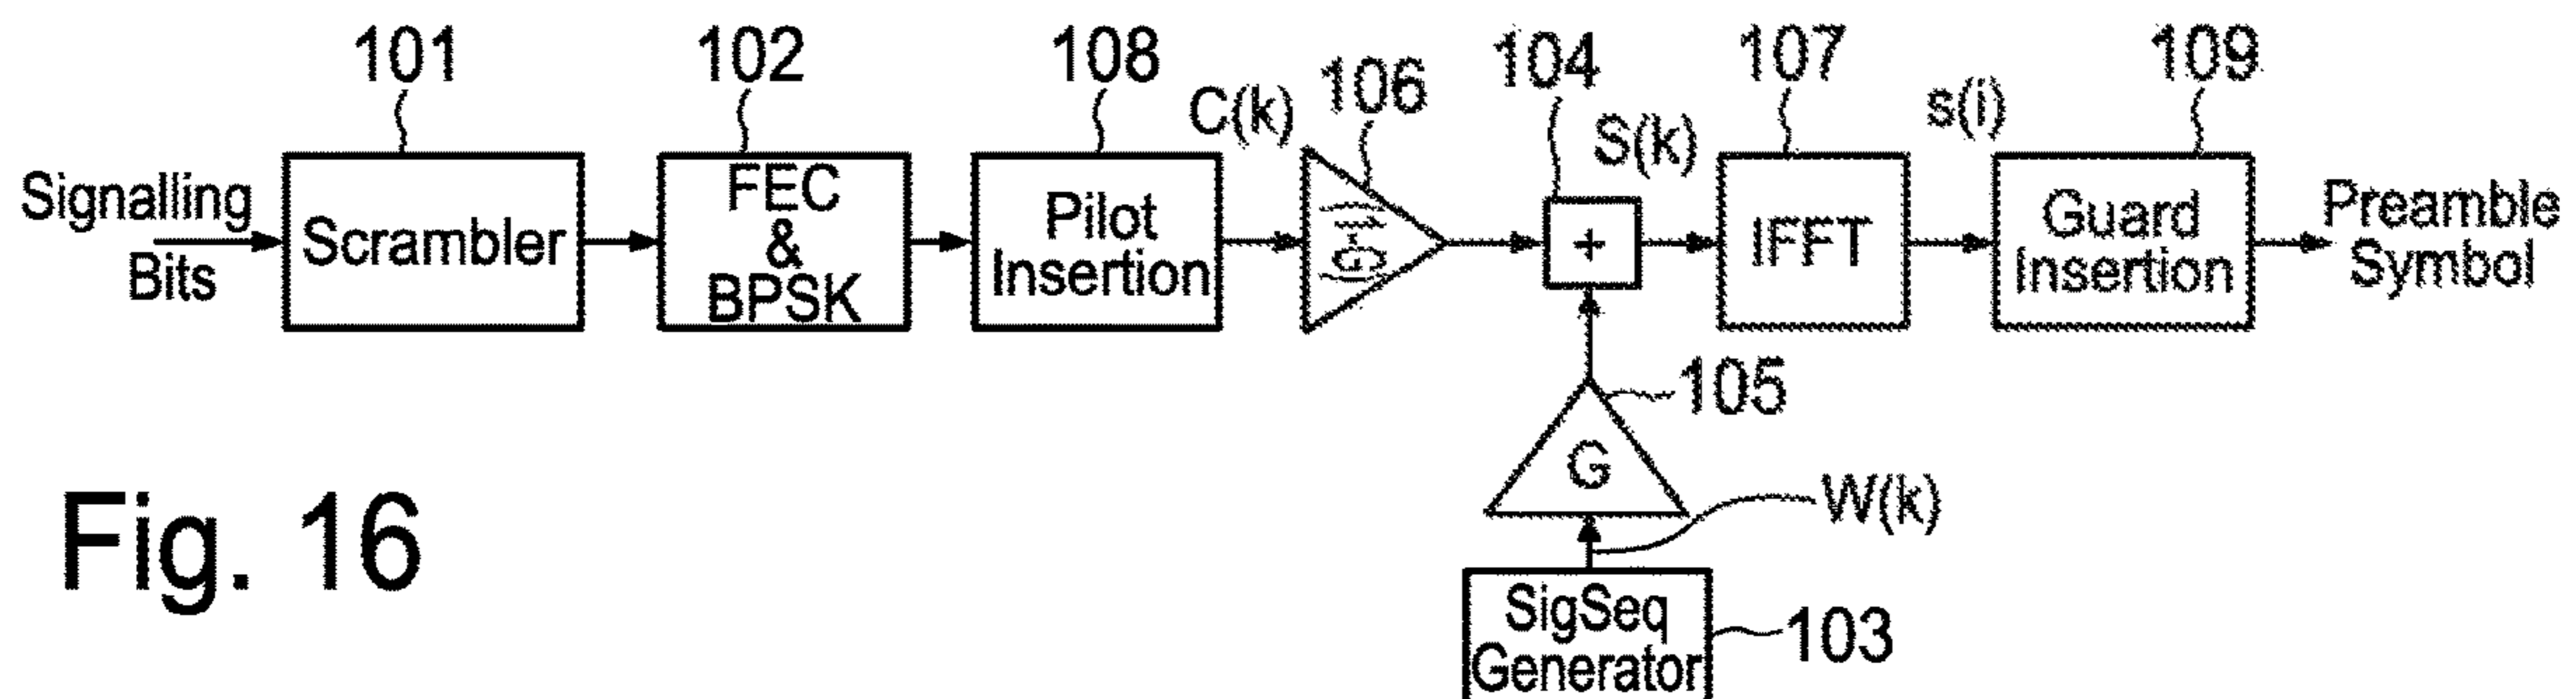 101
102
108
C(k)
106
104
S(k)
107
s(i)
109
Signalling
Bits
Scrambler
FEC
&
BPSK
Pilot
Insertion
+
IFFT
Guard
Insertion
Preamble
Symbol
105
G
W(k)
SigSeq
Generator
103
Fig. 16